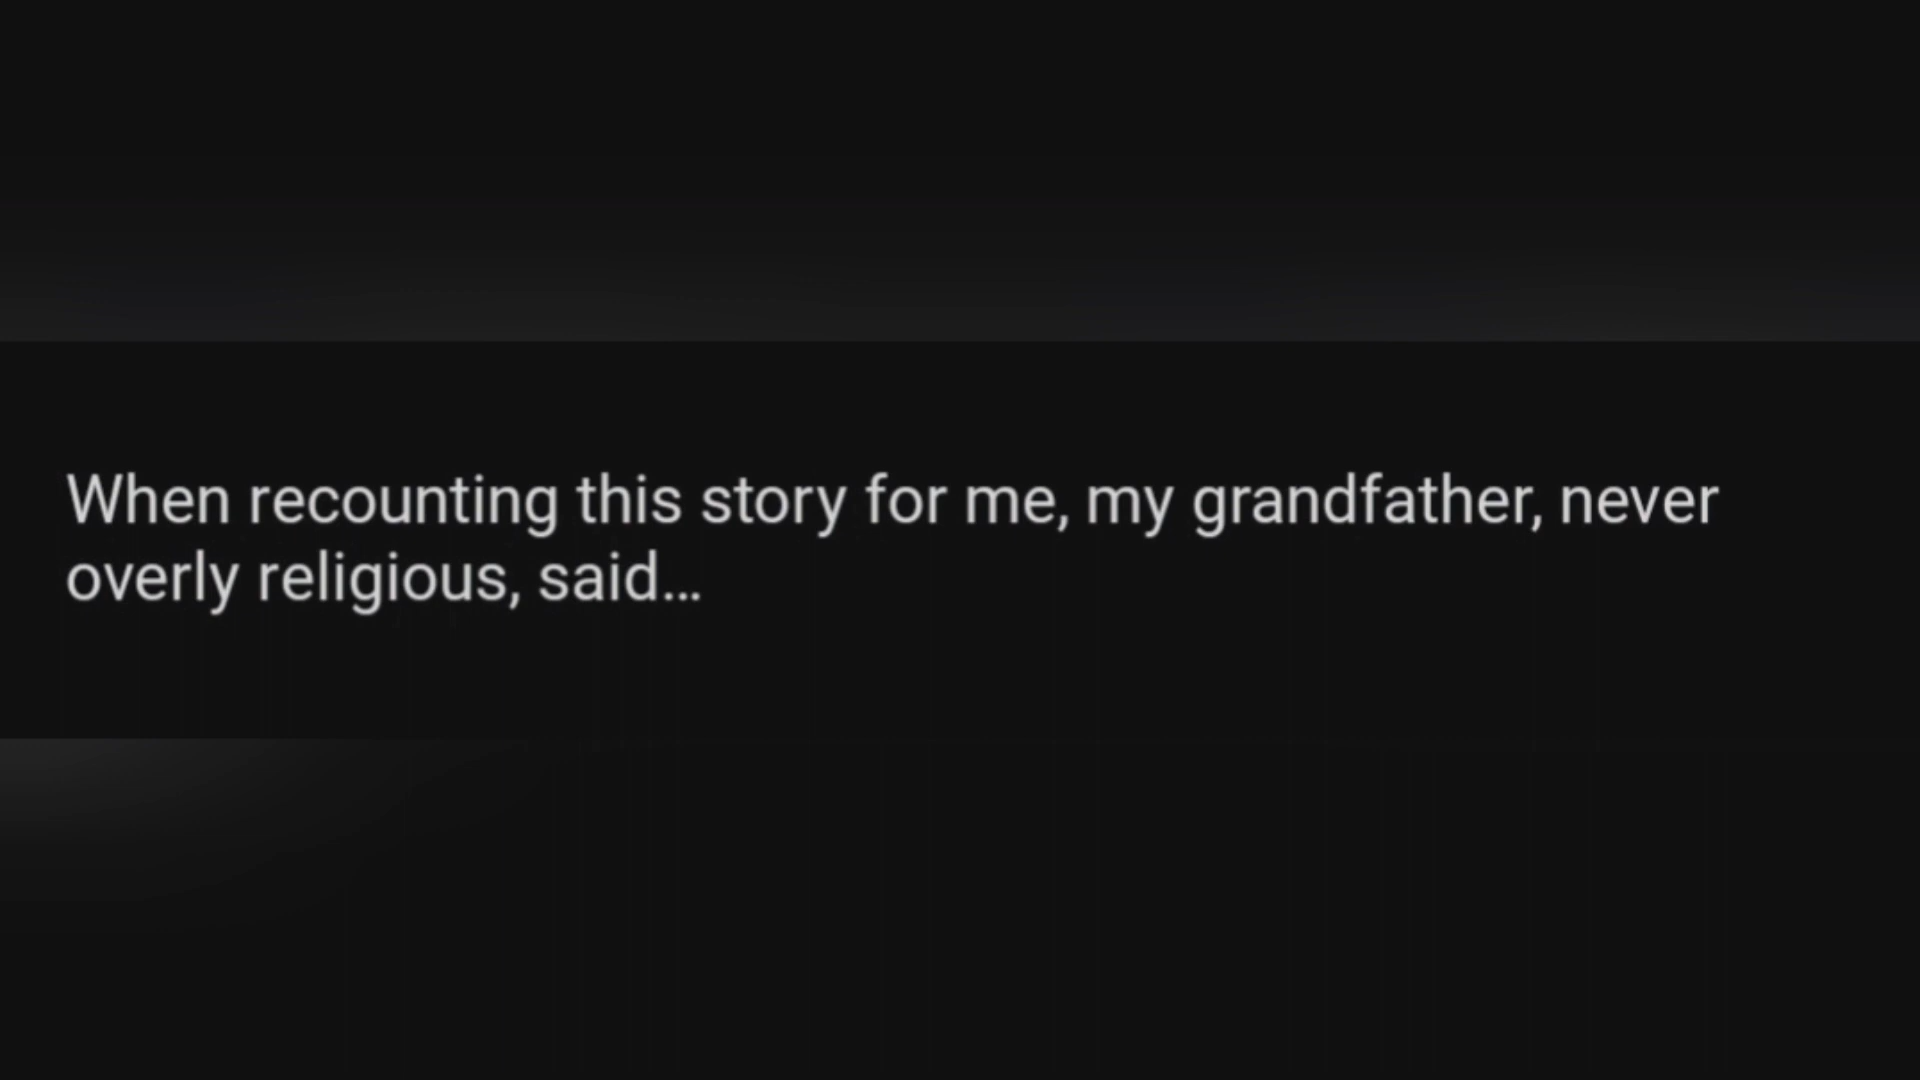 When recounting this story for me, my grandfather, never
overly religious, said...